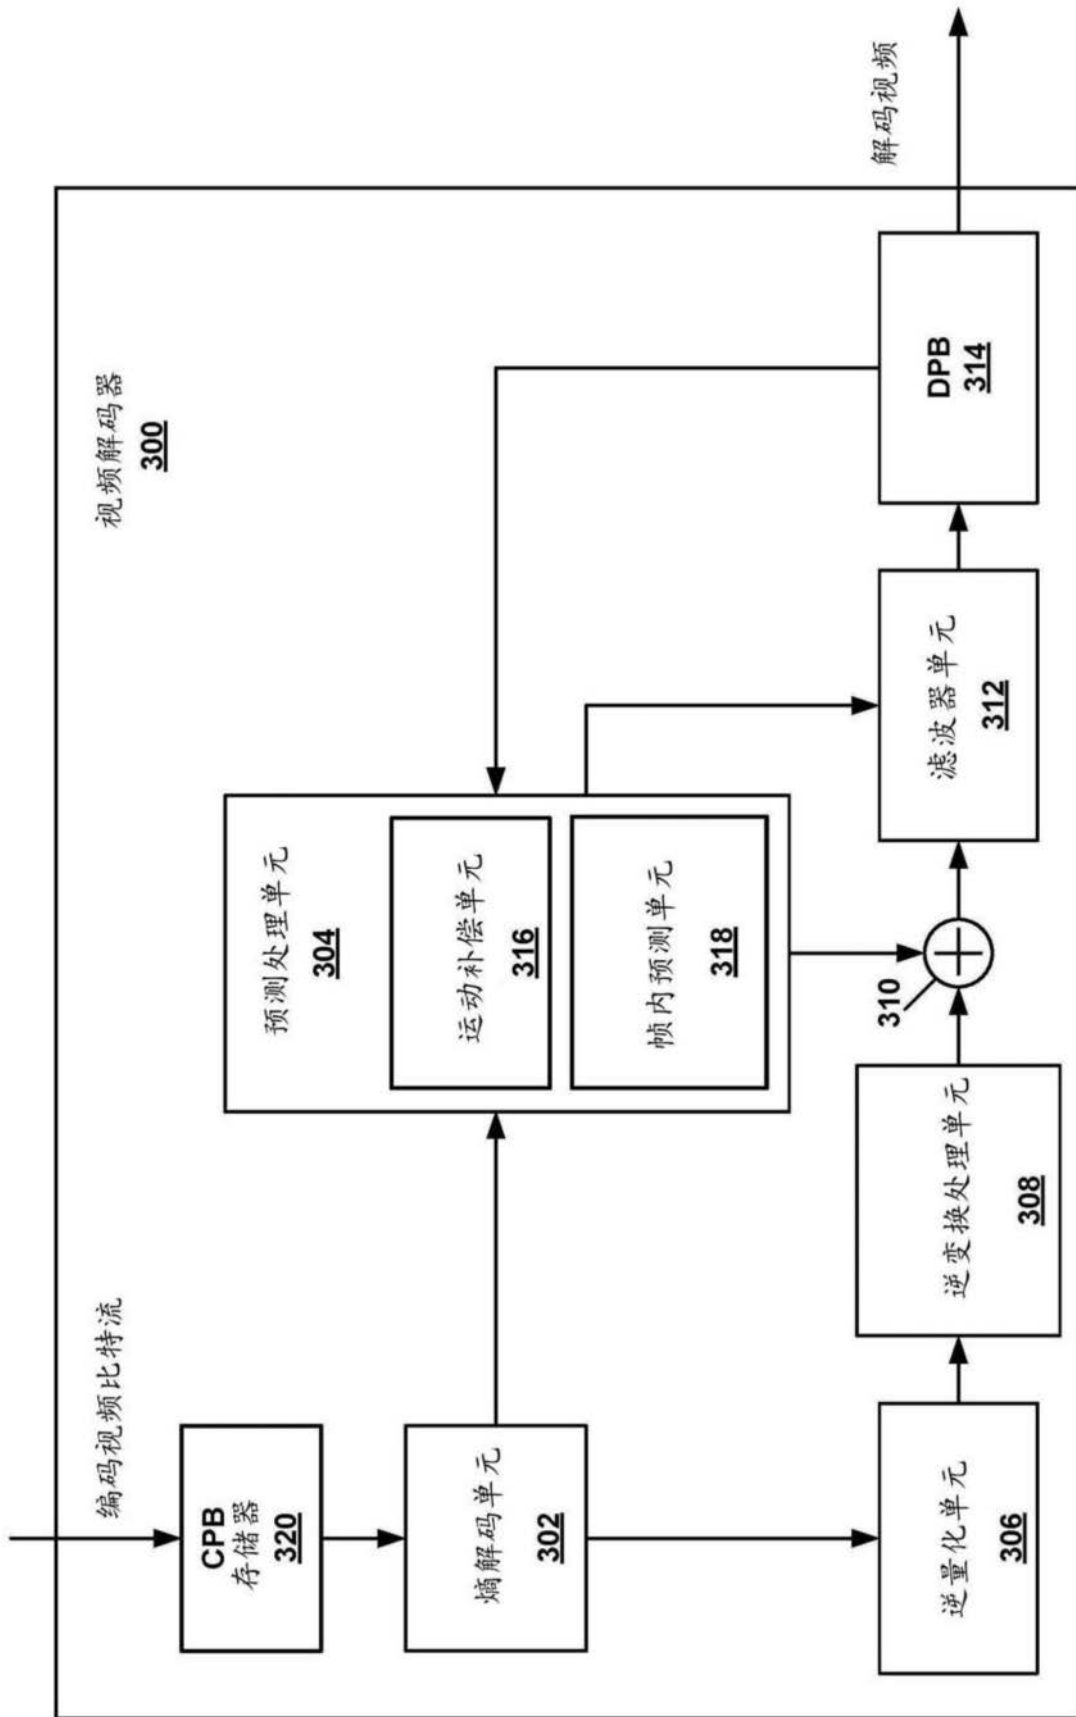 编码视频比特流
视频解码器
300
解码视频
CPB
存储器
320
熵解码单元
302
预测处理单元
304
运动补偿单元
316
帧内预测单元
318
逆量化单元
306
逆变换处理单元
308
310
滤波器单元
312
DPB
314